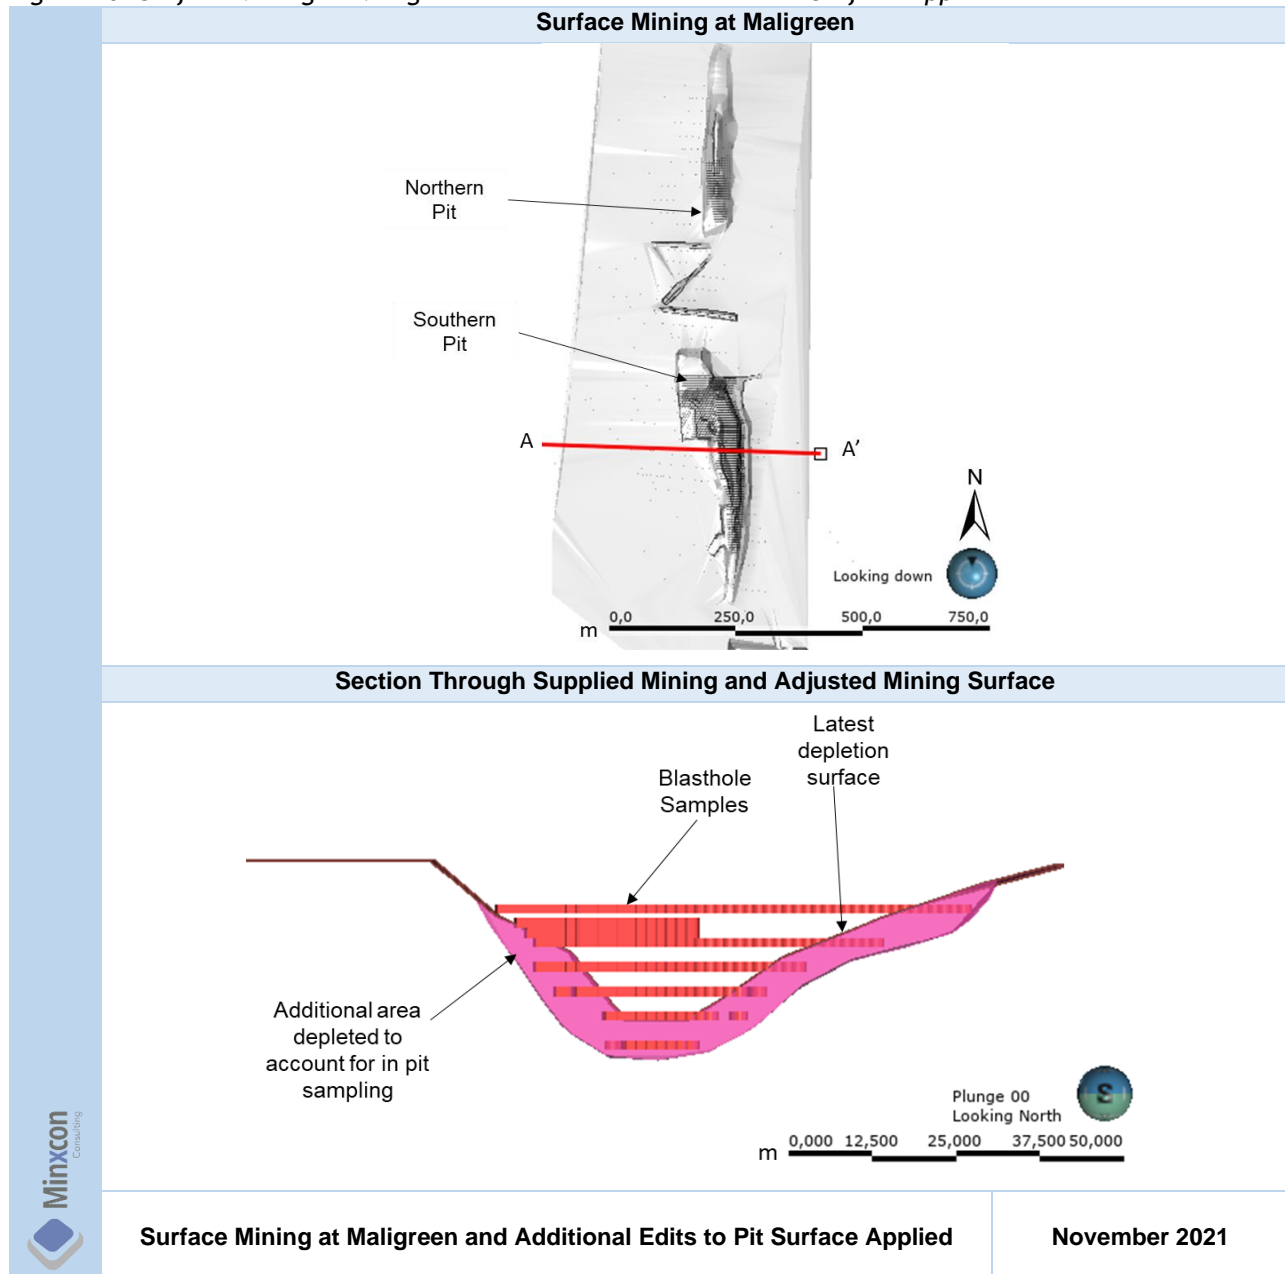 Surface Mining at Maligreen
Northern
Pit
Southern
Pit
A
A’
N
Looking down
0,0 250,0 500,0 750,0
m
Section Through Supplied Mining and Adjusted Mining Surface
Latest
depletion
surface
Blasthole
Samples
Additional area
depleted to
account for in pit
sampling
S
Plunge 00
Looking North
0,000 12,500 25,000 37,500 50,000
m
Minxcon
Consulting
Surface Mining at Maligreen and Additional Edits to Pit Surface Applied
November 2021